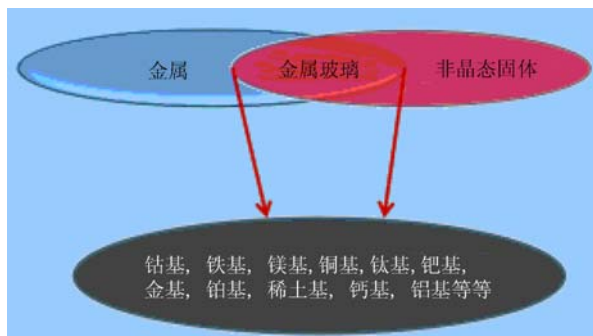 金属 金属玻璃 非晶态固体
钴基, 铁基, 镁基,铜基,钛基,钯基,
金基, 铂基, 稀土基, 钙基, 铝基等等